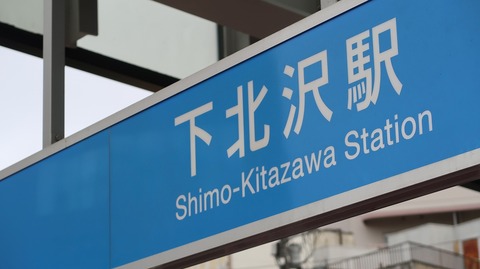 下北沢駅
Shimo-Kitazawa Station